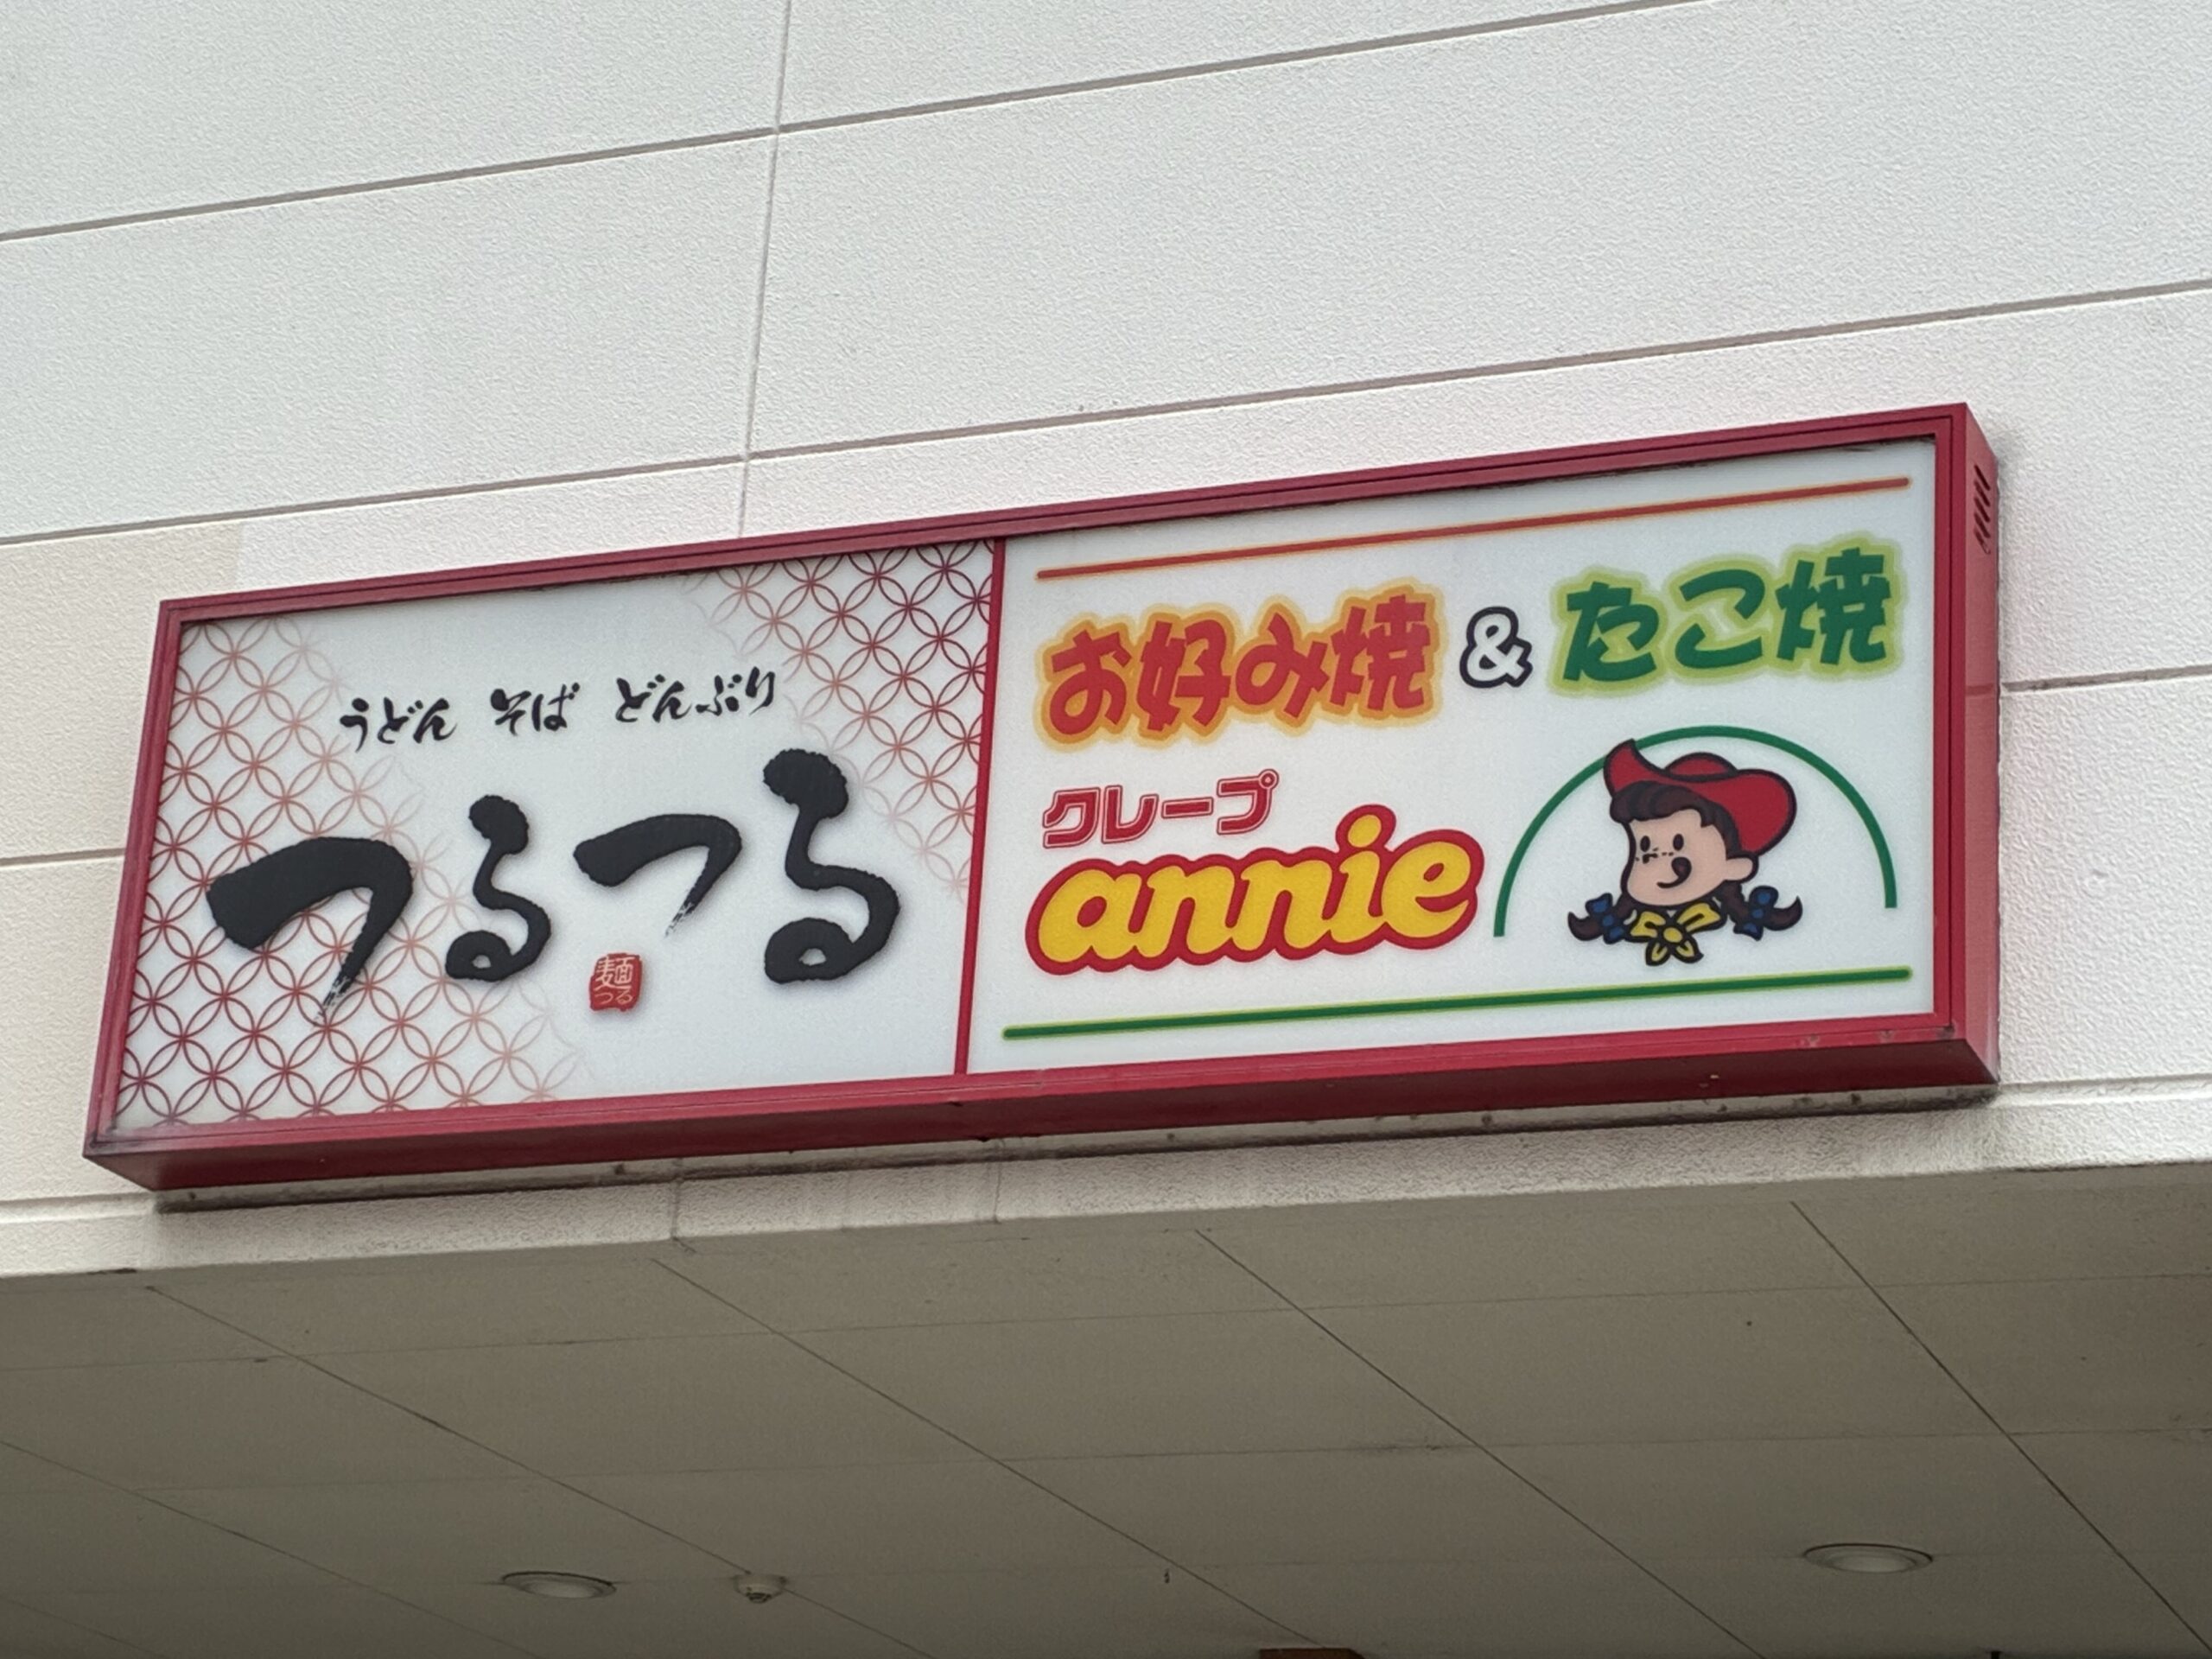 うどん そば どんぶり
つるつる
麺
つる
お好み焼 & たこ焼
クレープ
annie